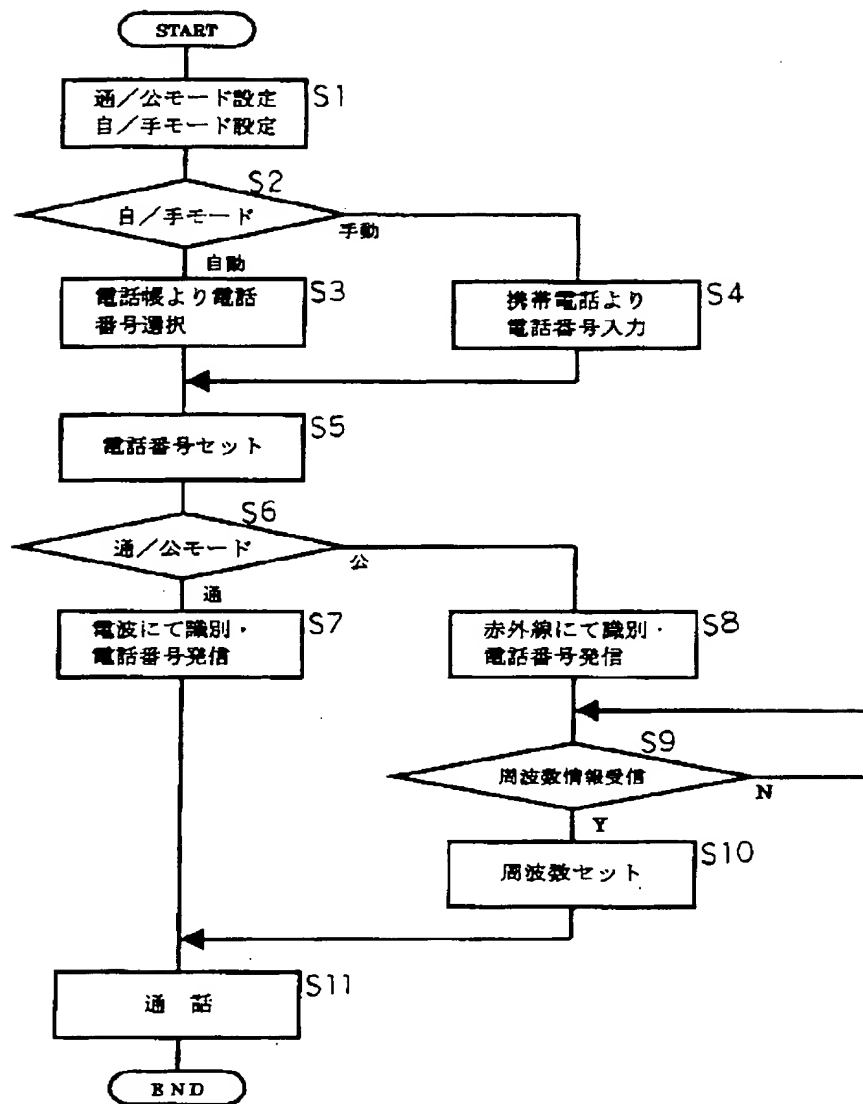 START
通/公モード設定
自/手モード設定
S1
S2
自/手モード
手動
自動
電話帳より電話
番号選択
S3
携帯電話より
電話番号入力
S4
電話番号セット
S5
S6
通/公モード
公
通
電波にて識別・
電話番号発信
S7
赤外線にて識別・
電話番号発信
S8
S9
周波数情報受信
N
Y
周波数セット
S10
通 話
S11
END